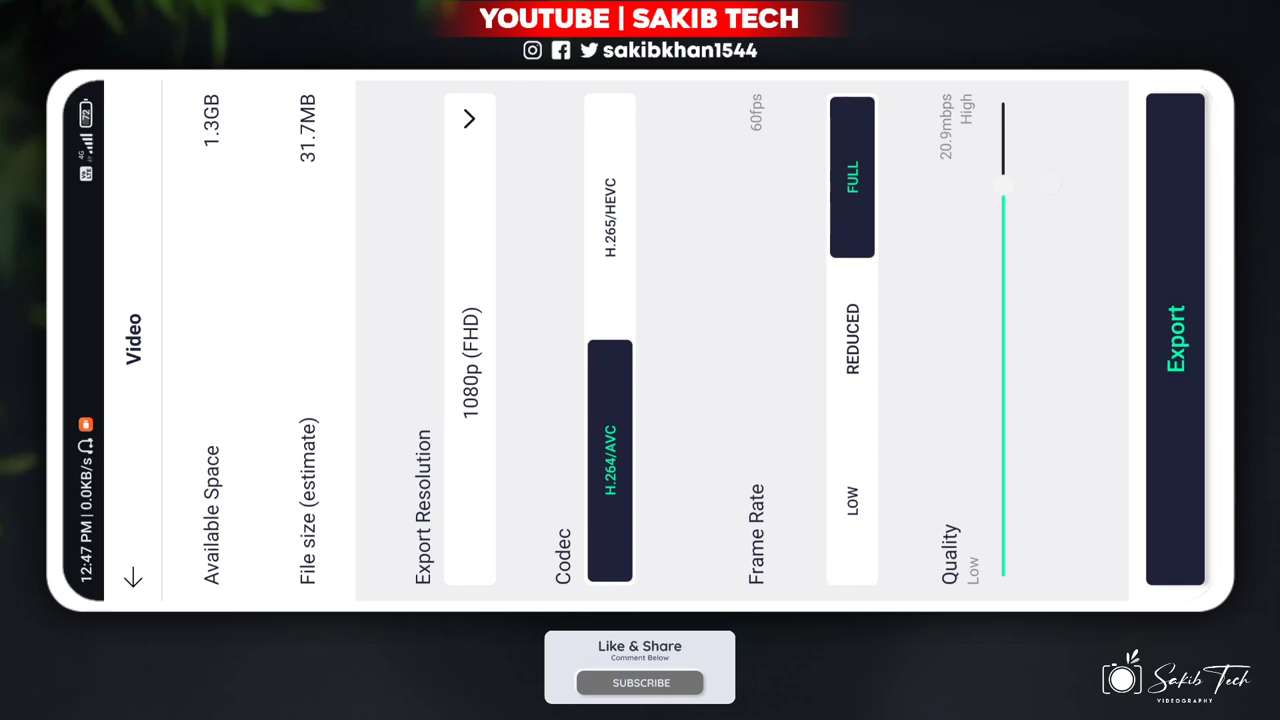 YOUTUBE | SAKIB TECH
sakibkhan1544
12:47 PM | 0.0KB/s
4G
72
Video
Available Space 1.3GB
File size (estimate) 31.7MB
Export Resolution
1080p (FHD)
Codec
H.264/AVC H.265/HEVC
Frame Rate 60fps
LOW REDUCED FULL
Quality 20.9mbps
Low High
Export
Like & Share
Comment Below
SUBSCRIBE
Sakib Tech
VIDEOGRAPHY